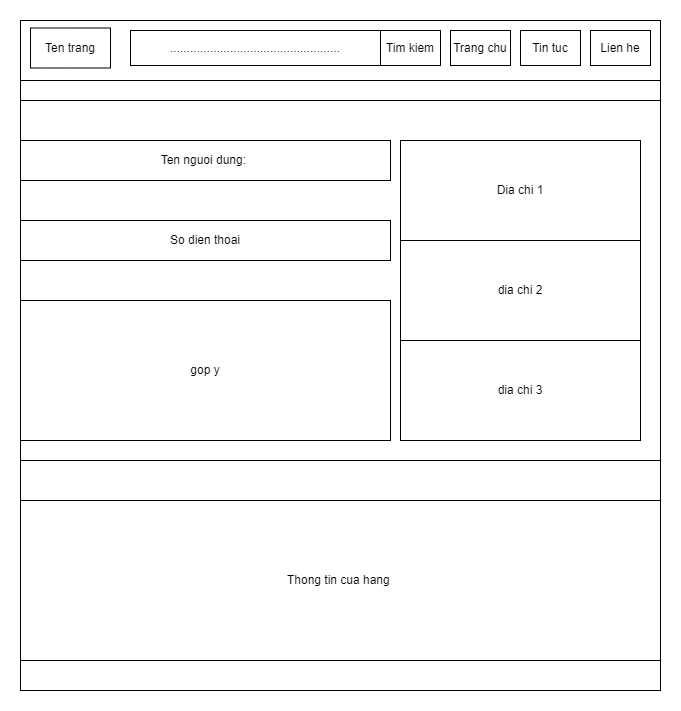 Ten trang
...................................................
Tim kiem
Trang chu
Tin tuc
Lien he
Ten nguoi dung:
So dien thoai
gop y
Dia chi 1
dia chi 2
dia chi 3
Thong tin cua hang